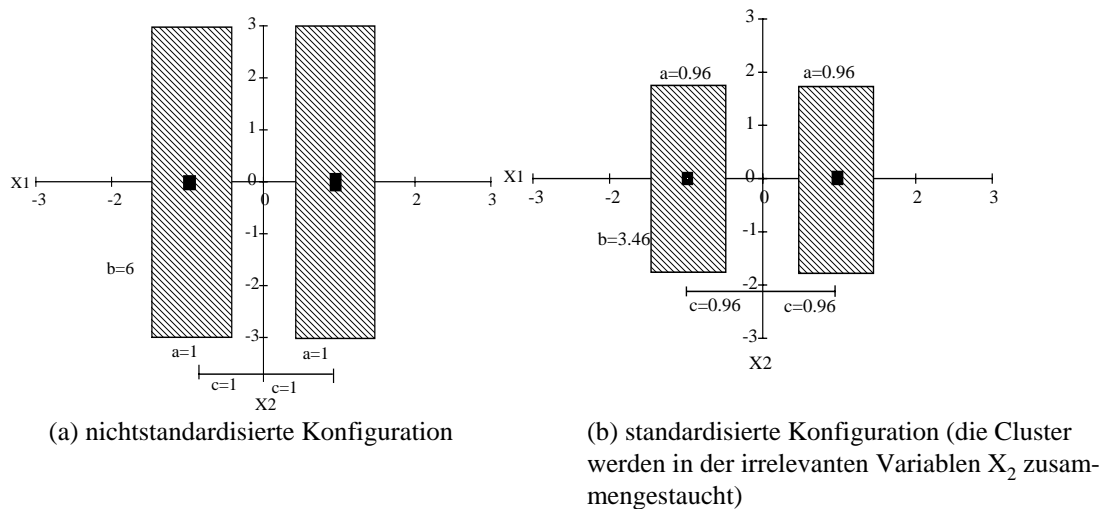 3
2
1
X1
0
-3
-2
0
2
3
-1
b=6
-2
-3
a=1
a=1
c=1
c=1
X2
(a) nichtstandardisierte Konfiguration
3
a=0.96
a=0.96
2
1
X1
0
-3
-2
0
2
3
-1
b=3.46
-2
c=0.96
c=0.96
-3
X2
(b) standardisierte Konfiguration (die Cluster
werden in der irrelevanten Variablen X2 zusam-
mengestaucht)